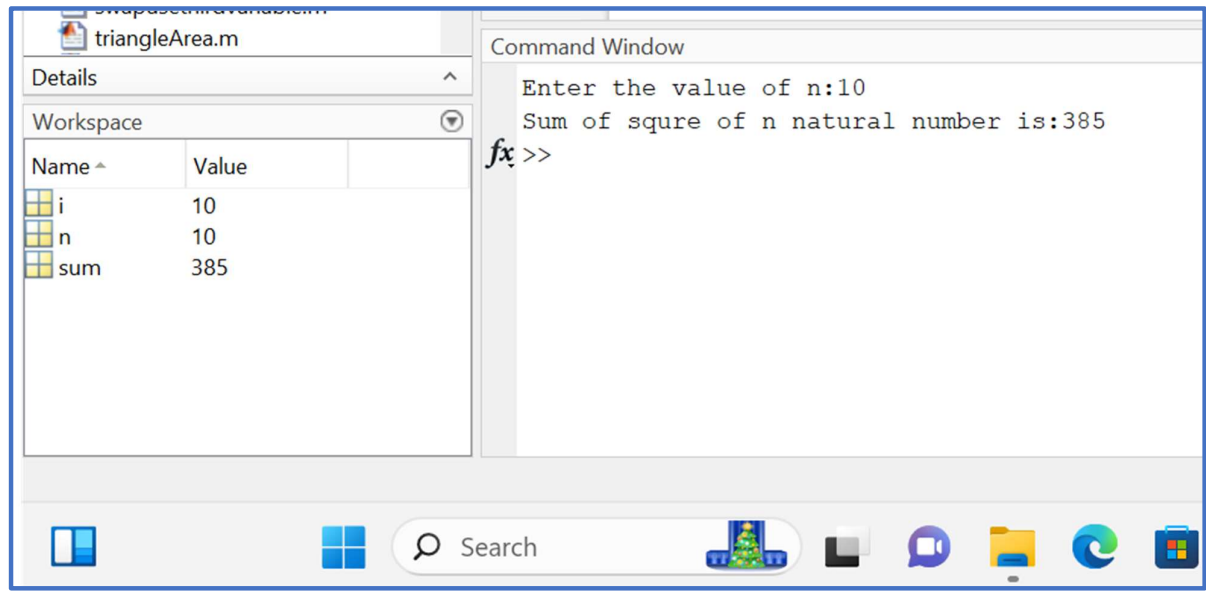 triangleArea.m
Details
Workspace
Name Value
i 10
n 10
sum 385
Command Window
Enter the value of n:10
Sum of squre of n natural number is:385
fx >>
Search